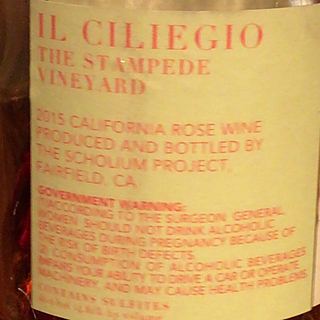 IL CILIEGIO
THE STAMPEDE
VINEYARD
2015 CALIFORNIA ROSE WINE
PRODUCED AND BOTTLED BY
THE SCHOLIUM PROJECT,
FAIRFIELD, CA.
GOVERNMENT WARNING:
ACCORDING TO THE SURGEON GENERAL
WOMEN SHOULD NOT DRINK ALCOHOLIC
BEVERAGES DURING PREGNANCY BECAUSE OF
THE RISK OF BIRTH DEFECTS.
CONSUMPTION OF ALCOHOLIC BEVERAGES
IMPAIRS YOUR ABILITY TO DRIVE A CAR OR OPERATE
MACHINERY, AND MAY CAUSE HEALTH PROBLEMS.
CONTAINS SULFITES
by volume